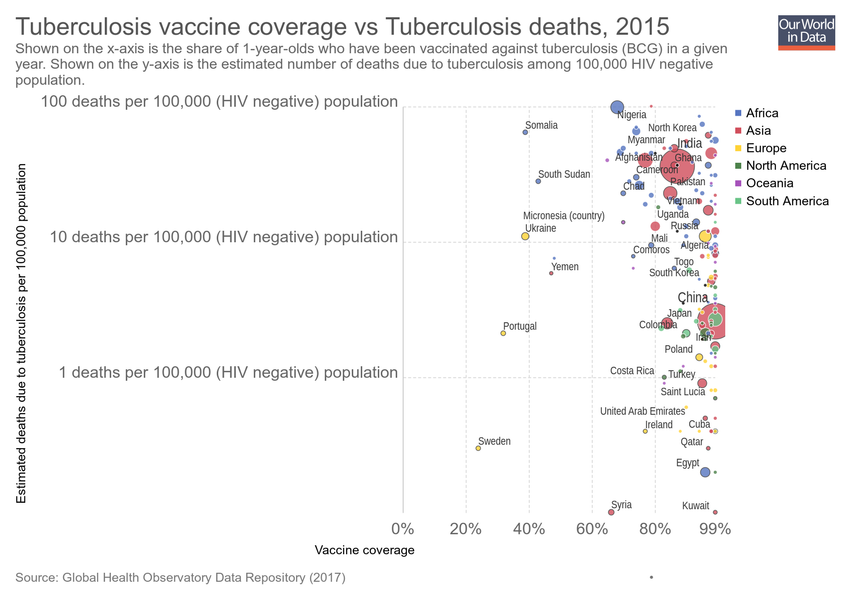 Tuberculosis vaccine coverage vs Tuberculosis deaths, 2015
Our World
in Data
Shown on the x-axis is the share of 1-year-olds who have been vaccinated against tuberculosis (BCG) in a given
year. Shown on the y-axis is the estimated number of deaths due to tuberculosis among 100,000 HIV negative
population.
100 deaths per 100,000 (HIV negative) population
Nigeria
Africa
Somalia
North Korea
Asia
Myanmar
India
Europe
Afghanistan
Ghana
North America
Cameroon
South Sudan
Pakistan
Oceania
Chad
Vietnam
South America
Micronesia (country)
Uganda
Ukraine
Russia
10 deaths per 100,000 (HIV negative) population
Mali
Algeria
Comoros
Togo
Yemen
South Korea
China
Japan
Portugal
Colombia
Iran
Poland
1 deaths per 100,000 (HIV negative) population
Costa Rica
Turkey
Saint Lucia
United Arab Emirates
Ireland
Cuba
Sweden
Qatar
Egypt
Syria
Kuwait
Estimated deaths due to tuberculosis per 100,000 population
0%
20%
40%
60%
80%
99%
Vaccine coverage
Source: Global Health Observatory Data Repository (2017)